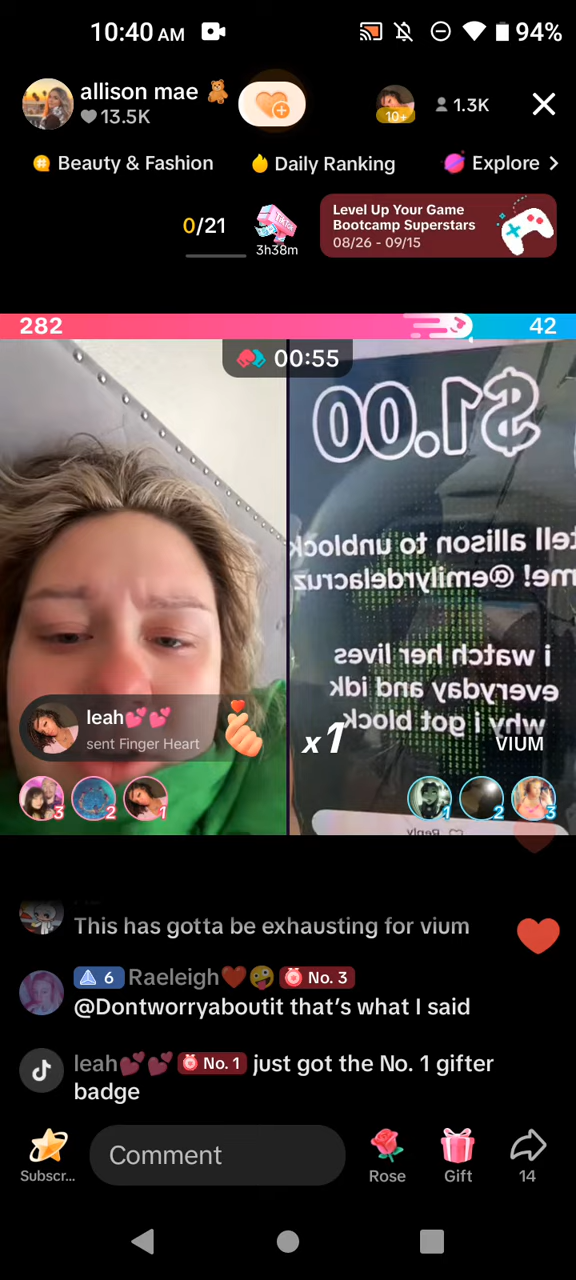 10:40 AM
94%
allison mae
13.5K
10+
1.3K
Beauty & Fashion
Daily Ranking
Explore
0/21
TikTok
3h38m
Level Up Your Game
Bootcamp Superstars
08/26 - 09/15
282
42
00:55
$1.00
tell allison to unblock
me! @emilyrdelacruz
i watch her lives
everyday and idk
why i got block
leah
sent Finger Heart
x1
VIUM
3
2
1
1
2
3
Reply
This has gotta be exhausting for vium
6 Raeleigh No. 3
@Dontworryaboutit that's what I said
leah No. 1 just got the No. 1 gifter
badge
Subscr...
Comment
Rose
Gift
14